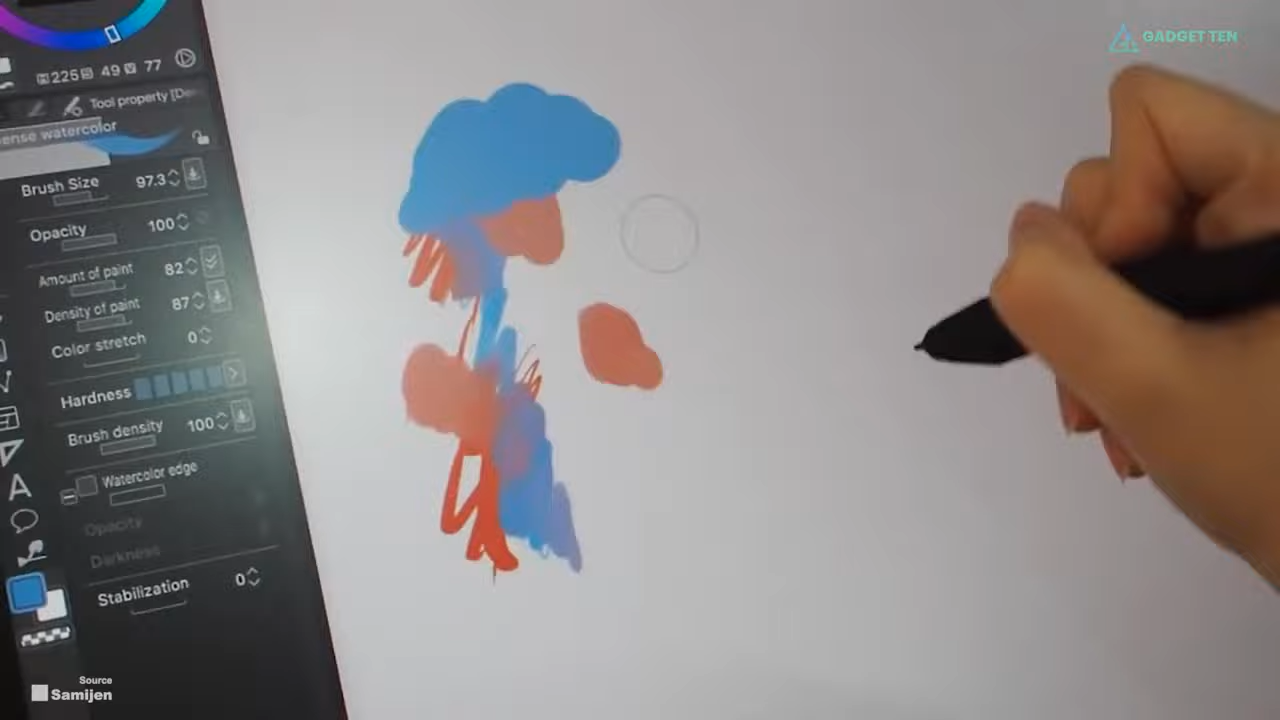 GADGET TEN
225 49 77
Tool property [De
ense watercolor
Brush Size 97.3
Opacity 100
Amount of paint 82
Density of paint 87
Color stretch 0
Hardness
Brush density 100
Watercolor edge
Opacity
Darkness
Stabilization 0
A
Source
Samijen